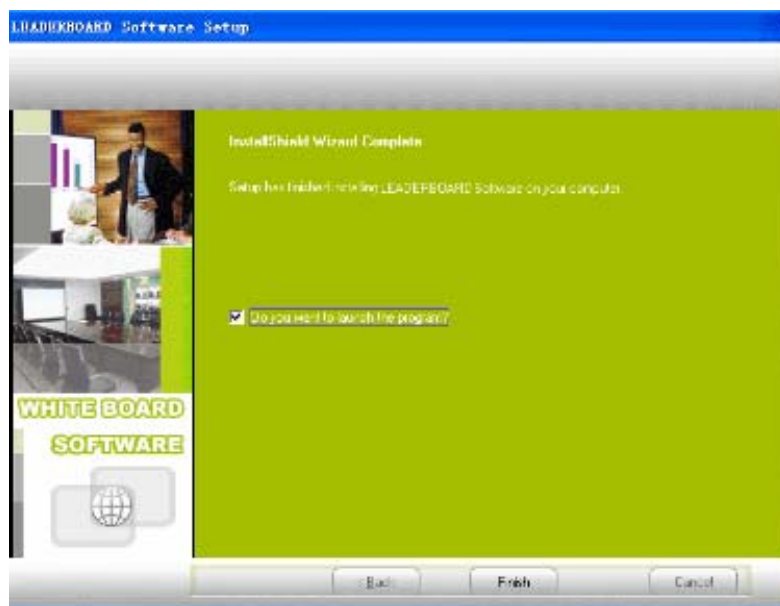 LEADERBOARD Software Setup
InstallShield Wizard Complete
Setup has finished installing LEADERBOARD Software on your computer.
Do you want to launch the program?
WHITE BOARD
SOFTWARE
< Back
Finish
Cancel